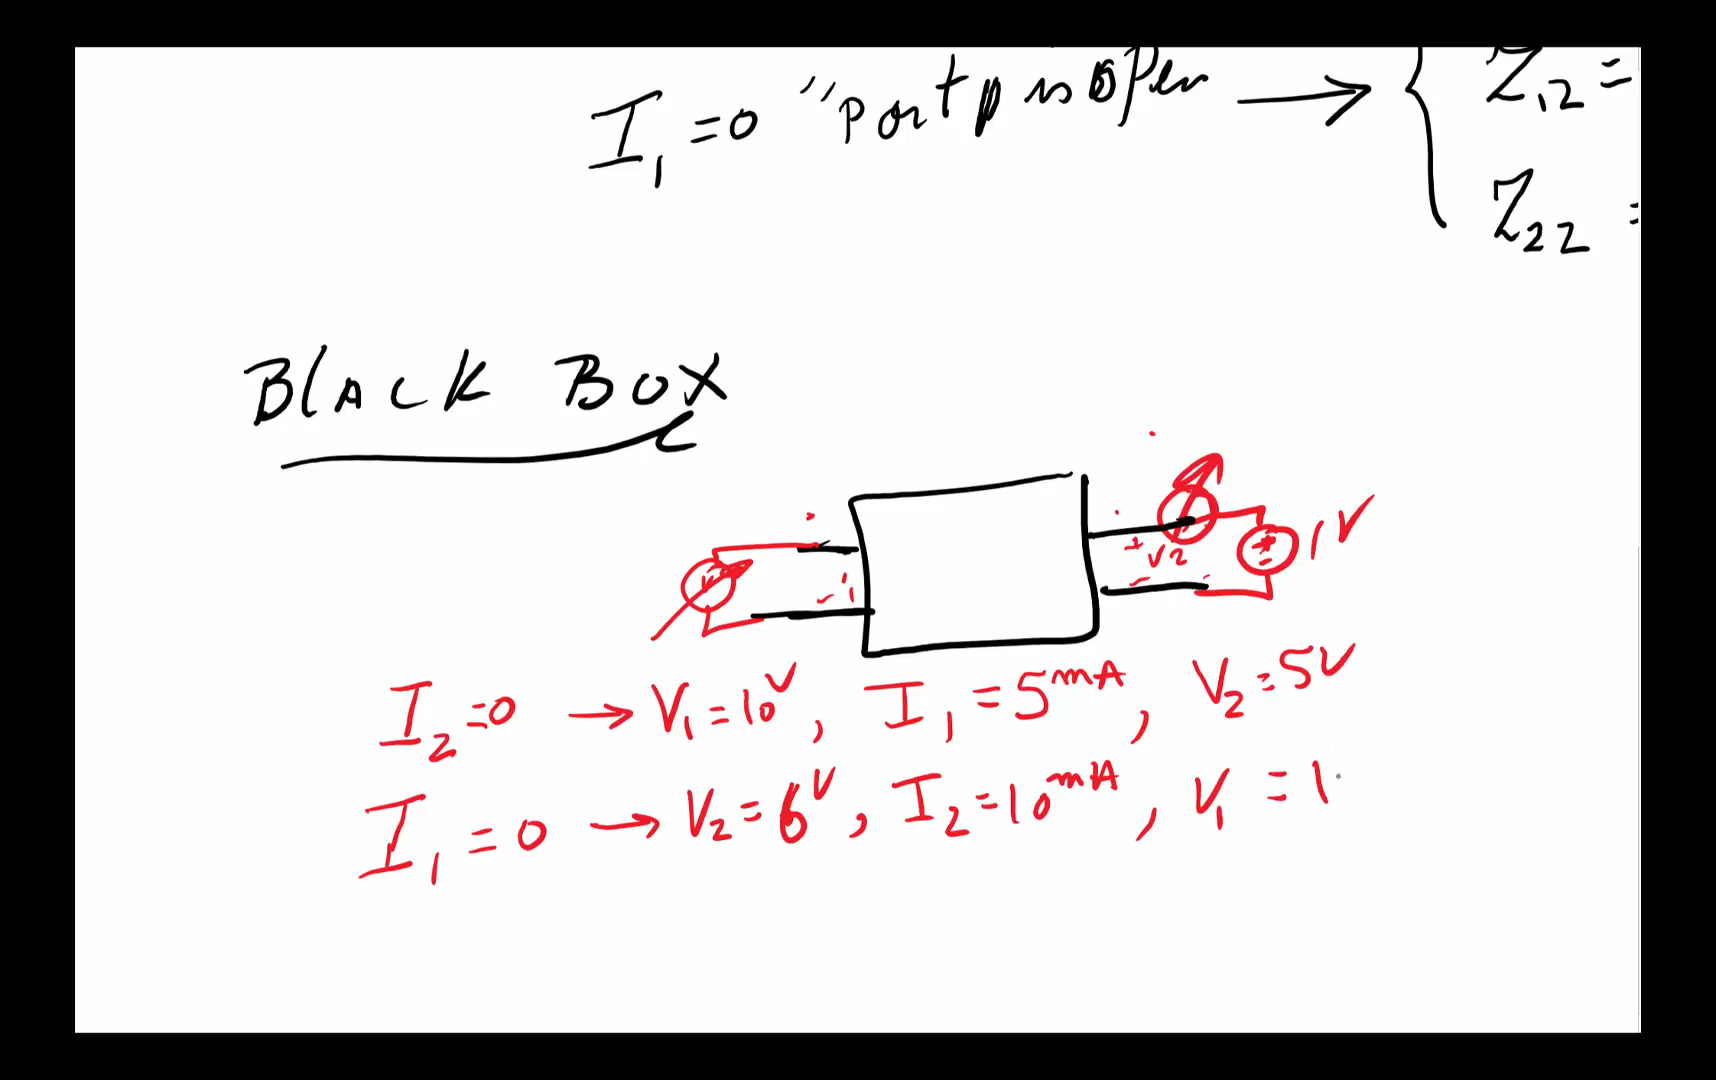 I₁ =0 "Port p is open → { Z₁₂ =
Z₂₂ =
Black Box
+ V2 -
1V
V
- 1
I₂=0 → V₁=10V, I₁=5mA, V₂=5V
I₁=0 → V₂=6V, I₂=10mA, V₁=1